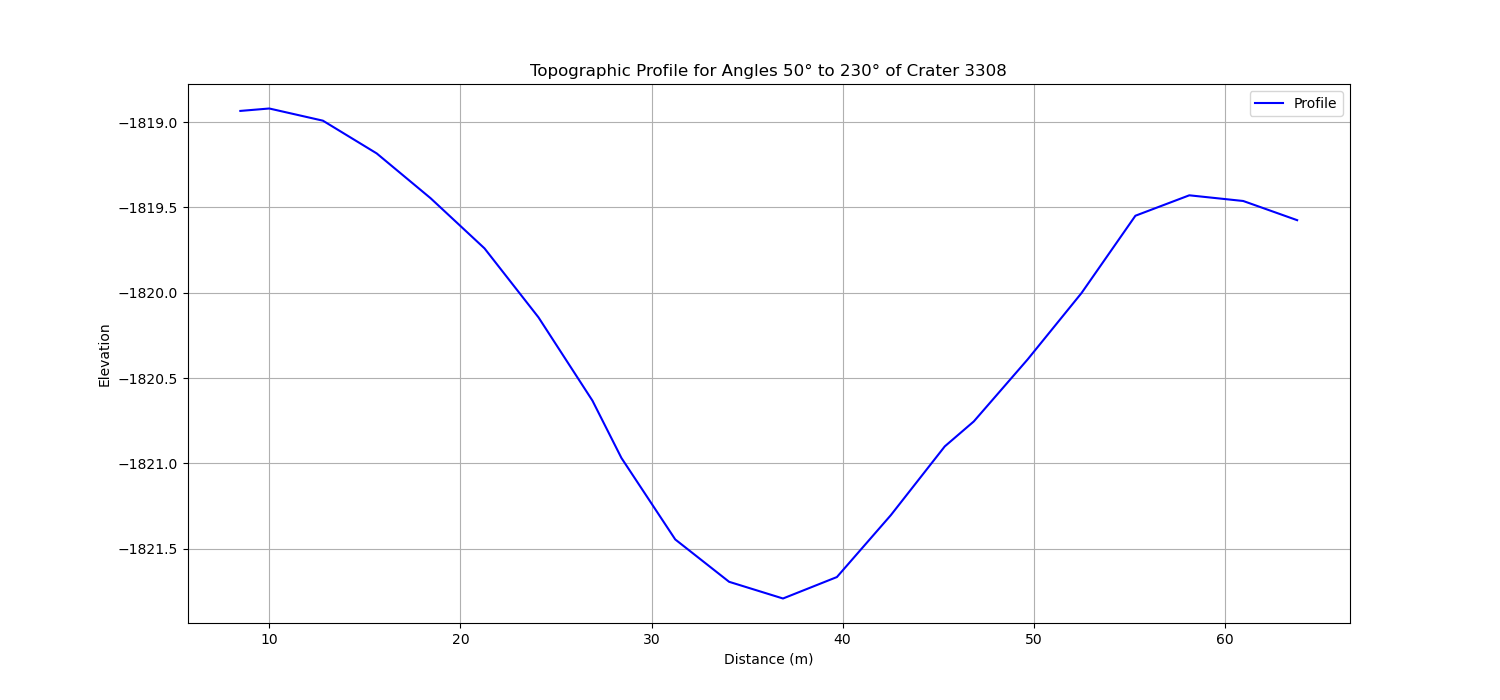 Topographic Profile for Angles 50° to 230° of Crater 3308
Profile
−1819.0
−1819.5
−1820.0
−1820.5
−1821.0
−1821.5
Elevation
10 20 30 40 50 60
Distance (m)